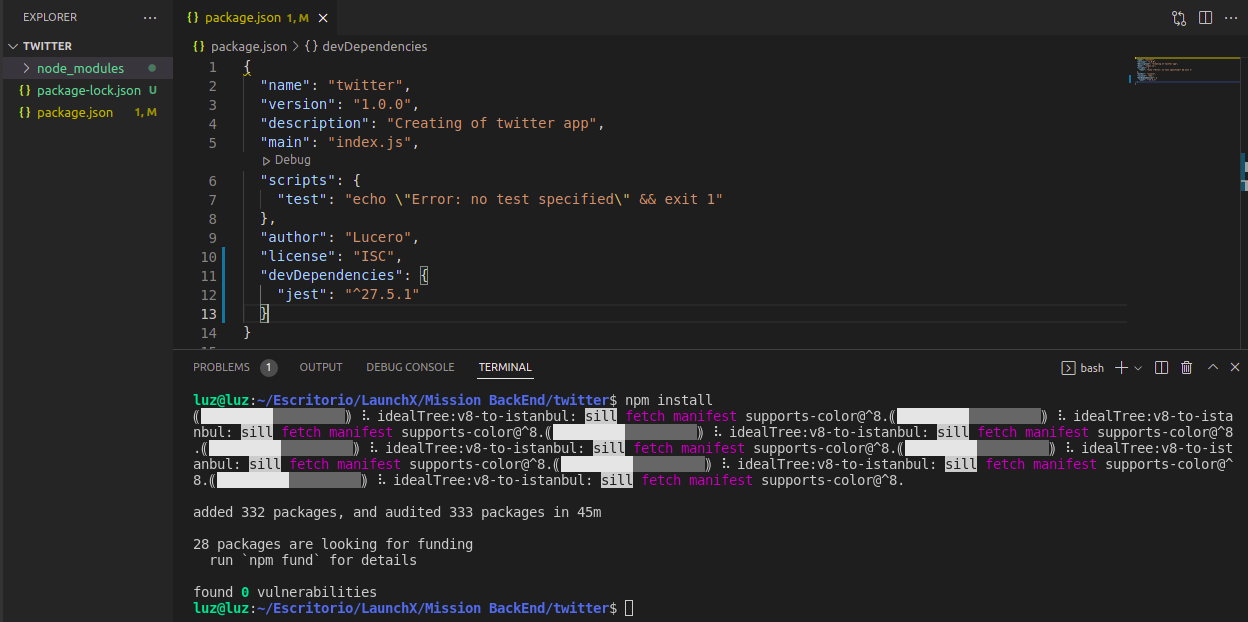 EXPLORER
TWITTER
node_modules
package-lock.json U
package.json 1, M
{} package.json 1, M
{} package.json > {} devDependencies
1 {
2 "name": "twitter",
3 "version": "1.0.0",
4 "description": "Creating of twitter app",
5 "main": "index.js",
Debug
6 "scripts": {
7 "test": "echo \"Error: no test specified\" && exit 1"
8 },
9 "author": "Lucero",
10 "license": "ISC",
11 "devDependencies": {
12 "jest": "^27.5.1"
13 }
14 }
PROBLEMS 1 OUTPUT DEBUG CONSOLE TERMINAL bash
luz@luz:~/Escritorio/LaunchX/Mission BackEnd/twitter$ npm install
⸨░░⸩ ⠧ idealTree:v8-to-istanbul: sill fetch manifest supports-color@^8.⸨░░⸩ ⠧ idealTree:v8-to-ista
nbul: sill fetch manifest supports-color@^8.⸨░░⸩ ⠧ idealTree:v8-to-istanbul: sill fetch manifest supports-color@^8
.⸨░░⸩ ⠧ idealTree:v8-to-istanbul: sill fetch manifest supports-color@^8.⸨░░⸩ ⠧ idealTree:v8-to-ist
anbul: sill fetch manifest supports-color@^8.⸨░░⸩ ⠧ idealTree:v8-to-istanbul: sill fetch manifest supports-color@^
8.⸨░░⸩ ⠧ idealTree:v8-to-istanbul: sill fetch manifest supports-color@^8.
added 332 packages, and audited 333 packages in 45m
28 packages are looking for funding
run `npm fund` for details
found 0 vulnerabilities
luz@luz:~/Escritorio/LaunchX/Mission BackEnd/twitter$